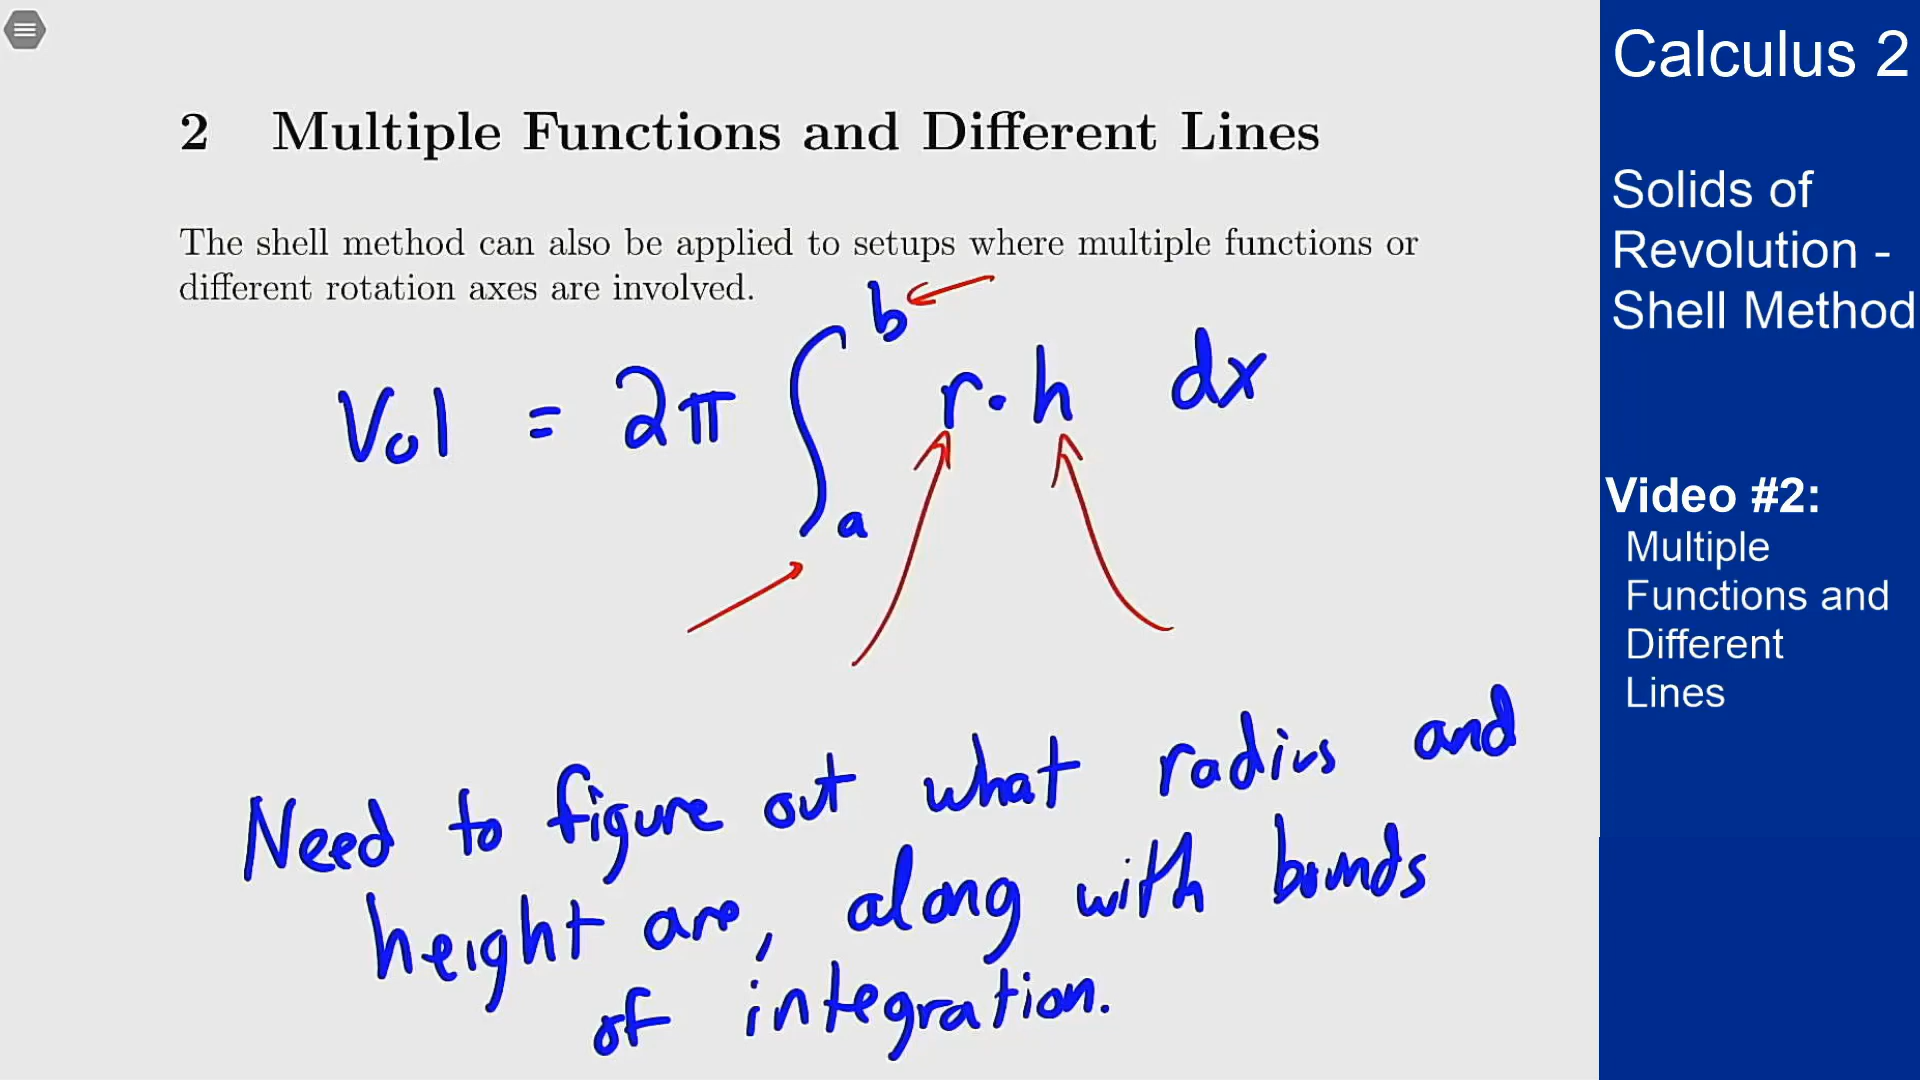 2 Multiple Functions and Different Lines
The shell method can also be applied to setups where multiple functions or
different rotation axes are involved.
Vol = 2π ∫_a^b r · h dx
Need to figure out what radius and
height are, along with bounds
of integration.
Calculus 2
Solids of
Revolution -
Shell Method
Video #2:
Multiple
Functions and
Different
Lines